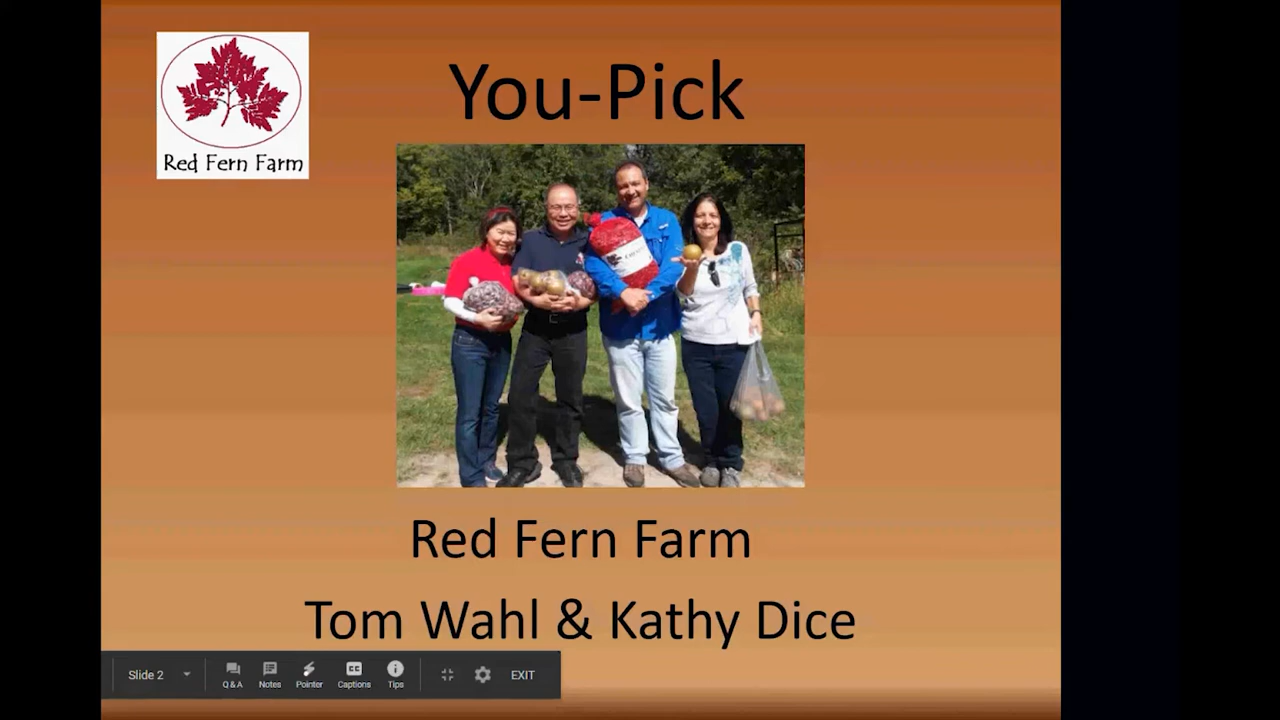 You-Pick
Red Fern Farm
Red Fern Farm
Tom Wahl & Kathy Dice
Slide 2
Q & A
Notes
Pointer
Captions
Tips
EXIT